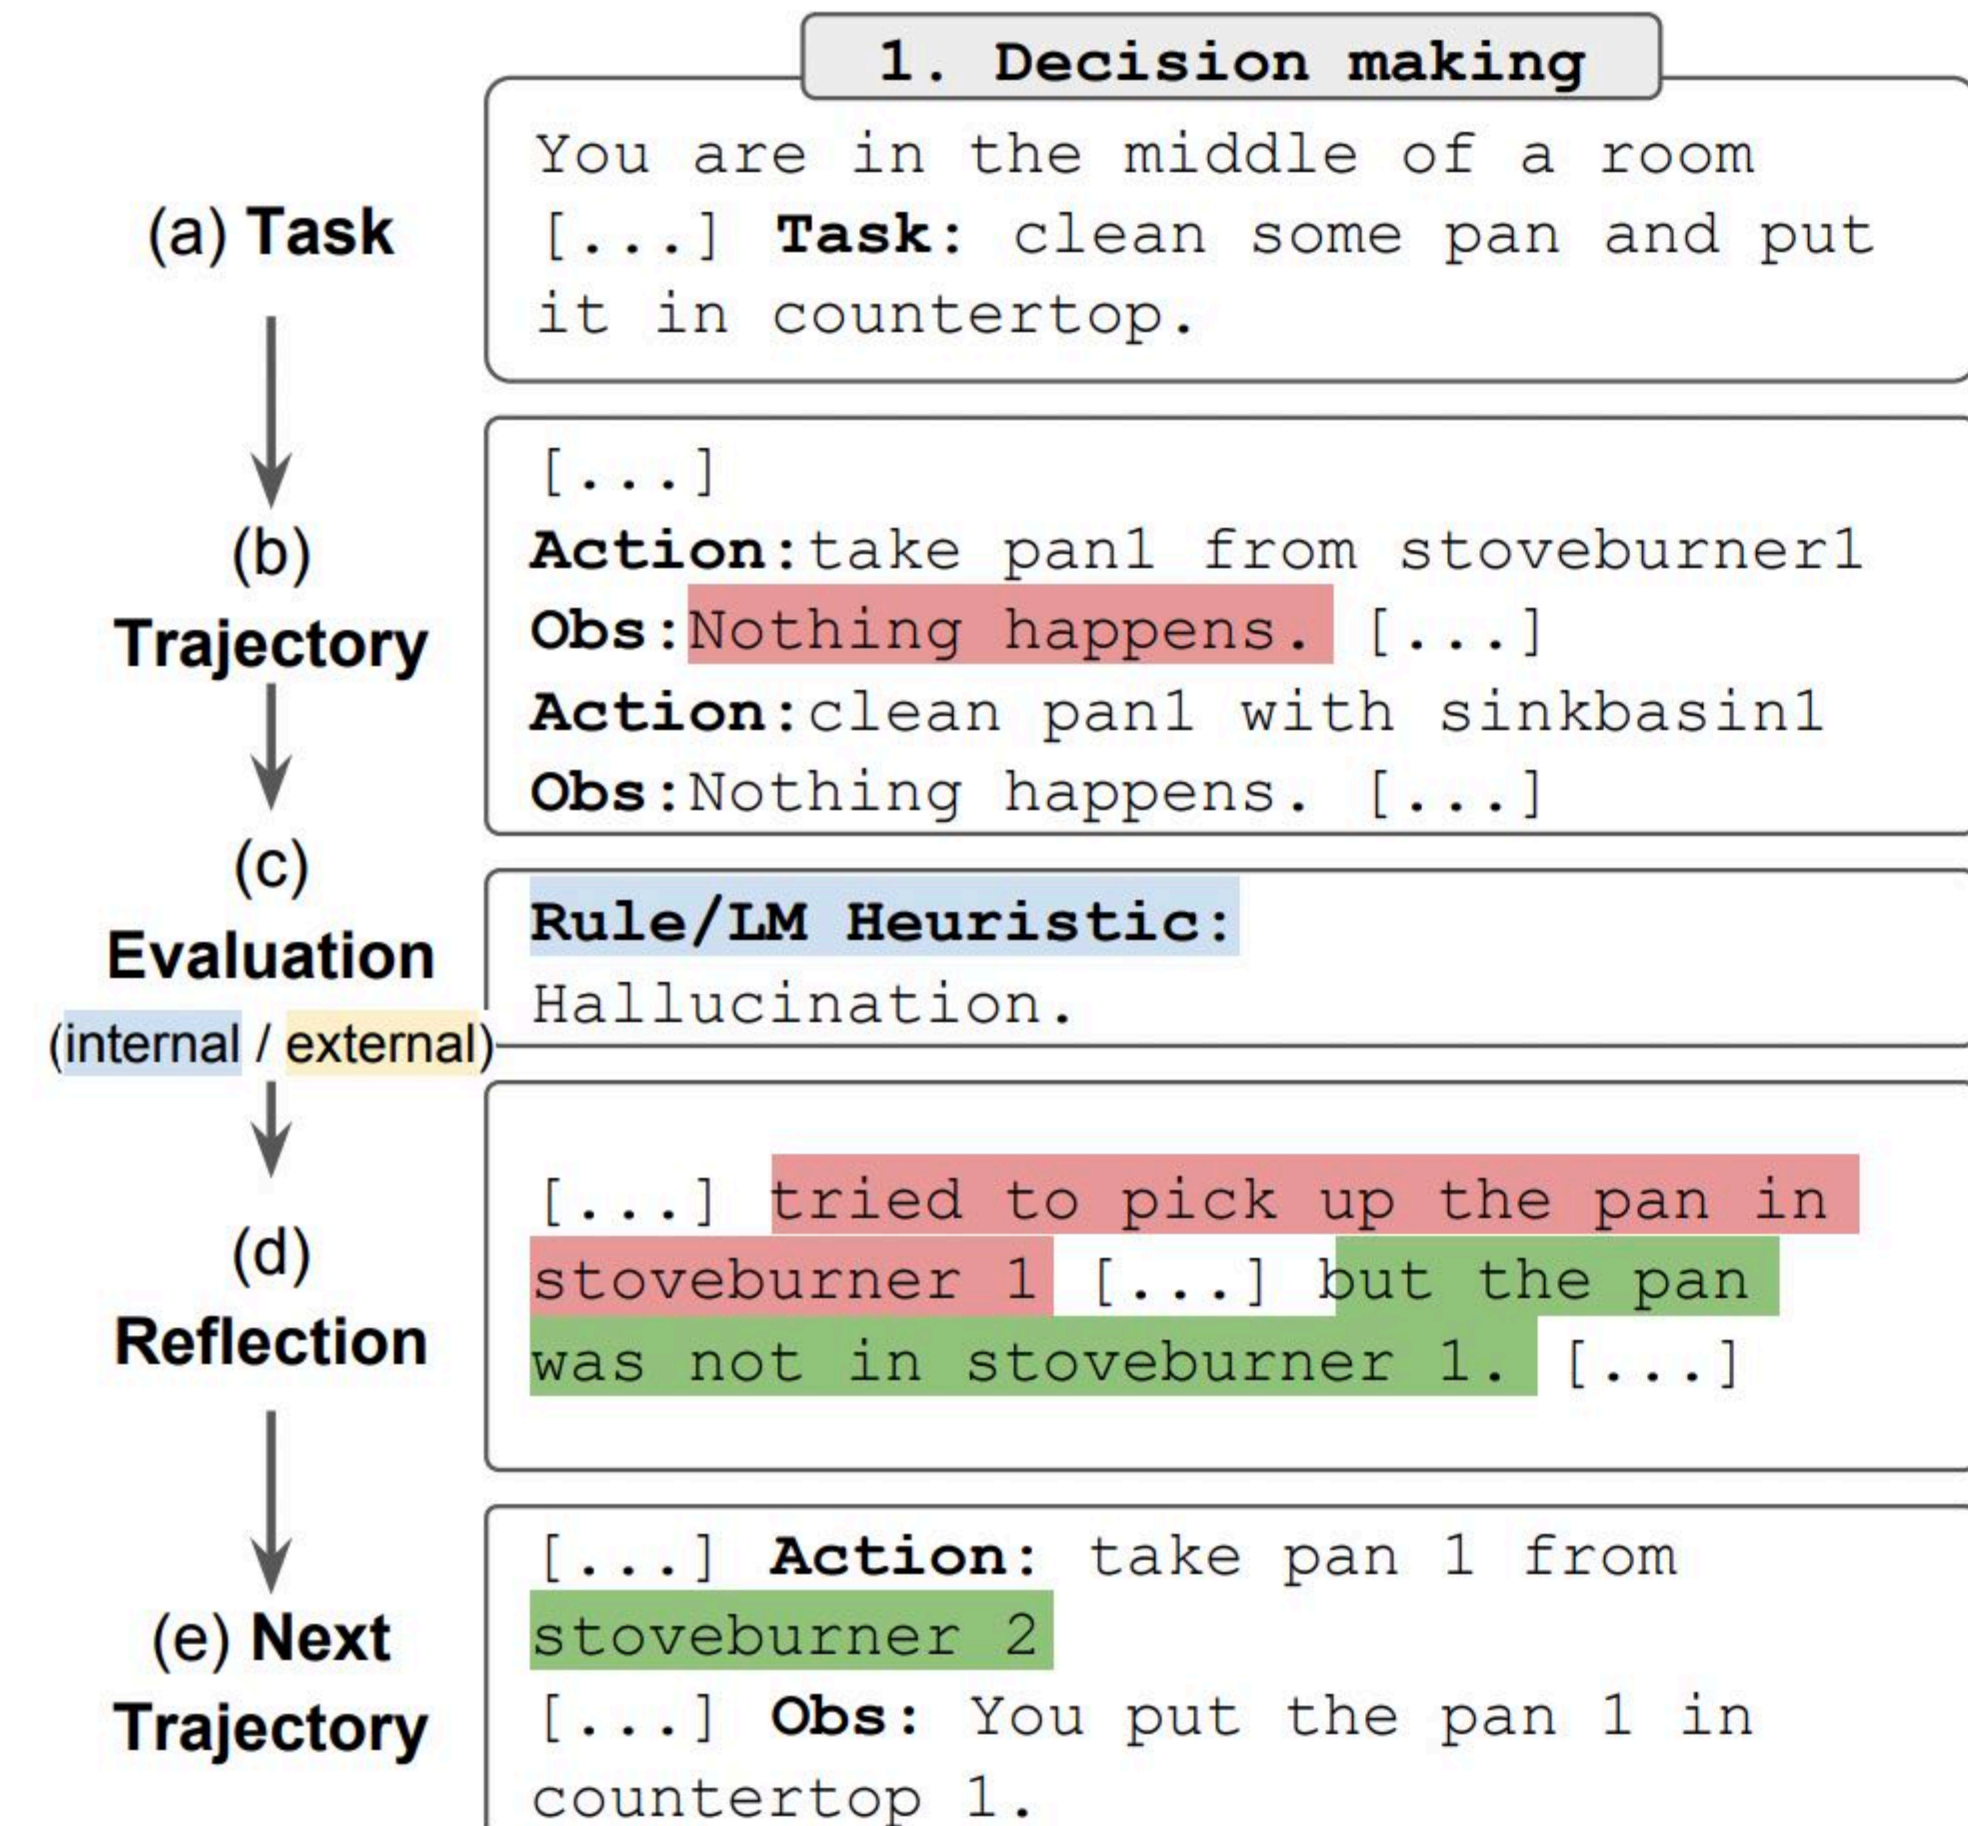 1. Decision making
(a) Task
You are in the middle of a room
[...] Task: clean some pan and put
it in countertop.
(b)
Trajectory
[...]
Action:take pan1 from stoveburner1
Obs:Nothing happens. [...]
Action:clean pan1 with sinkbasin1
Obs:Nothing happens. [...]
(c)
Evaluation
(internal / external)
Rule/LM Heuristic:
Hallucination.
(d)
Reflection
[...] tried to pick up the pan in
stoveburner 1 [...] but the pan
was not in stoveburner 1. [...]
(e) Next
Trajectory
[...] Action: take pan 1 from
stoveburner 2
[...] Obs: You put the pan 1 in
countertop 1.